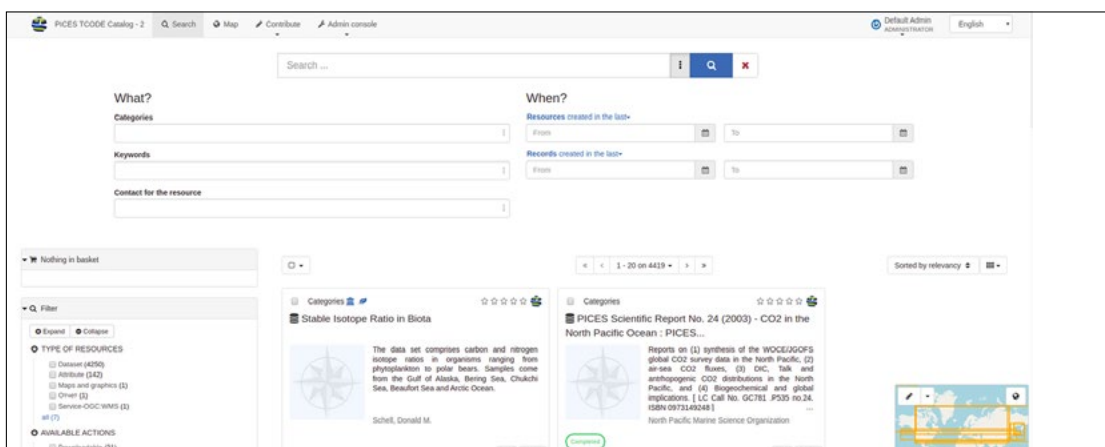 PICES TCODE Catalog - 2 Search Map Contribute Admin console Default Admin English
ADMINISTRATOR
Search ...
What? When?
Categories Resources created in the last
From To
Keywords Records created in the last
From To
Contact for the resource
Nothing in basket 1 - 20 on 4419 Sorted by relevancy
Filter
Expand Collapse
TYPE OF RESOURCES
Dataset (4250)
Attribute (142)
Maps and graphics (1)
(1)
Service-OGC:WMS (1)
all (7)
AVAILABLE ACTIONS
Categories
Stable Isotope Ratio in Biota
The data set comprises carbon and nitrogen
isotope ratios in organisms ranging from
phytoplankton to polar bears. Samples come
from the Gulf of Alaska, Bering Sea, Chukchi
Sea, Beaufort Sea and Arctic Ocean.
Schell, Donald M.
Categories
PICES Scientific Report No. 24 (2003) - CO2 in the
North Pacific Ocean : PICES...
Reports on (1) synthesis of the WOCE/JGOFS
global CO2 survey data in the North Pacific, (2)
air-sea CO2 fluxes, (3) DIC, Talk and
anthropogenic CO2 distributions in the North
Pacific, and (4) Biogeochemical and global
implications. [ LC Call No. GC781 .P535 no.24.
ISBN 0973149248 ] ...
North Pacific Marine Science Organization
Completed